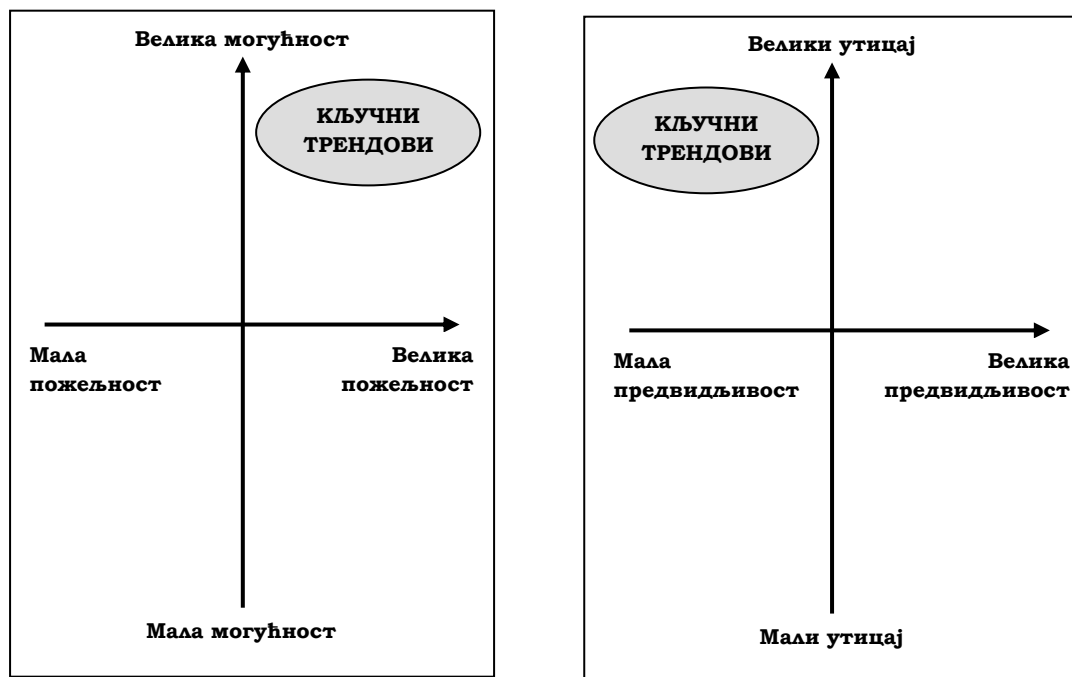 Велика могућност
КЉУЧНИ
ТРЕНДОВИ
Мала
пожељност
Велика
пожељност
Мала могућност
Велики утицај
КЉУЧНИ
ТРЕНДОВИ
Мала
предвидљивост
Велика
предвидљивост
Мали утицај